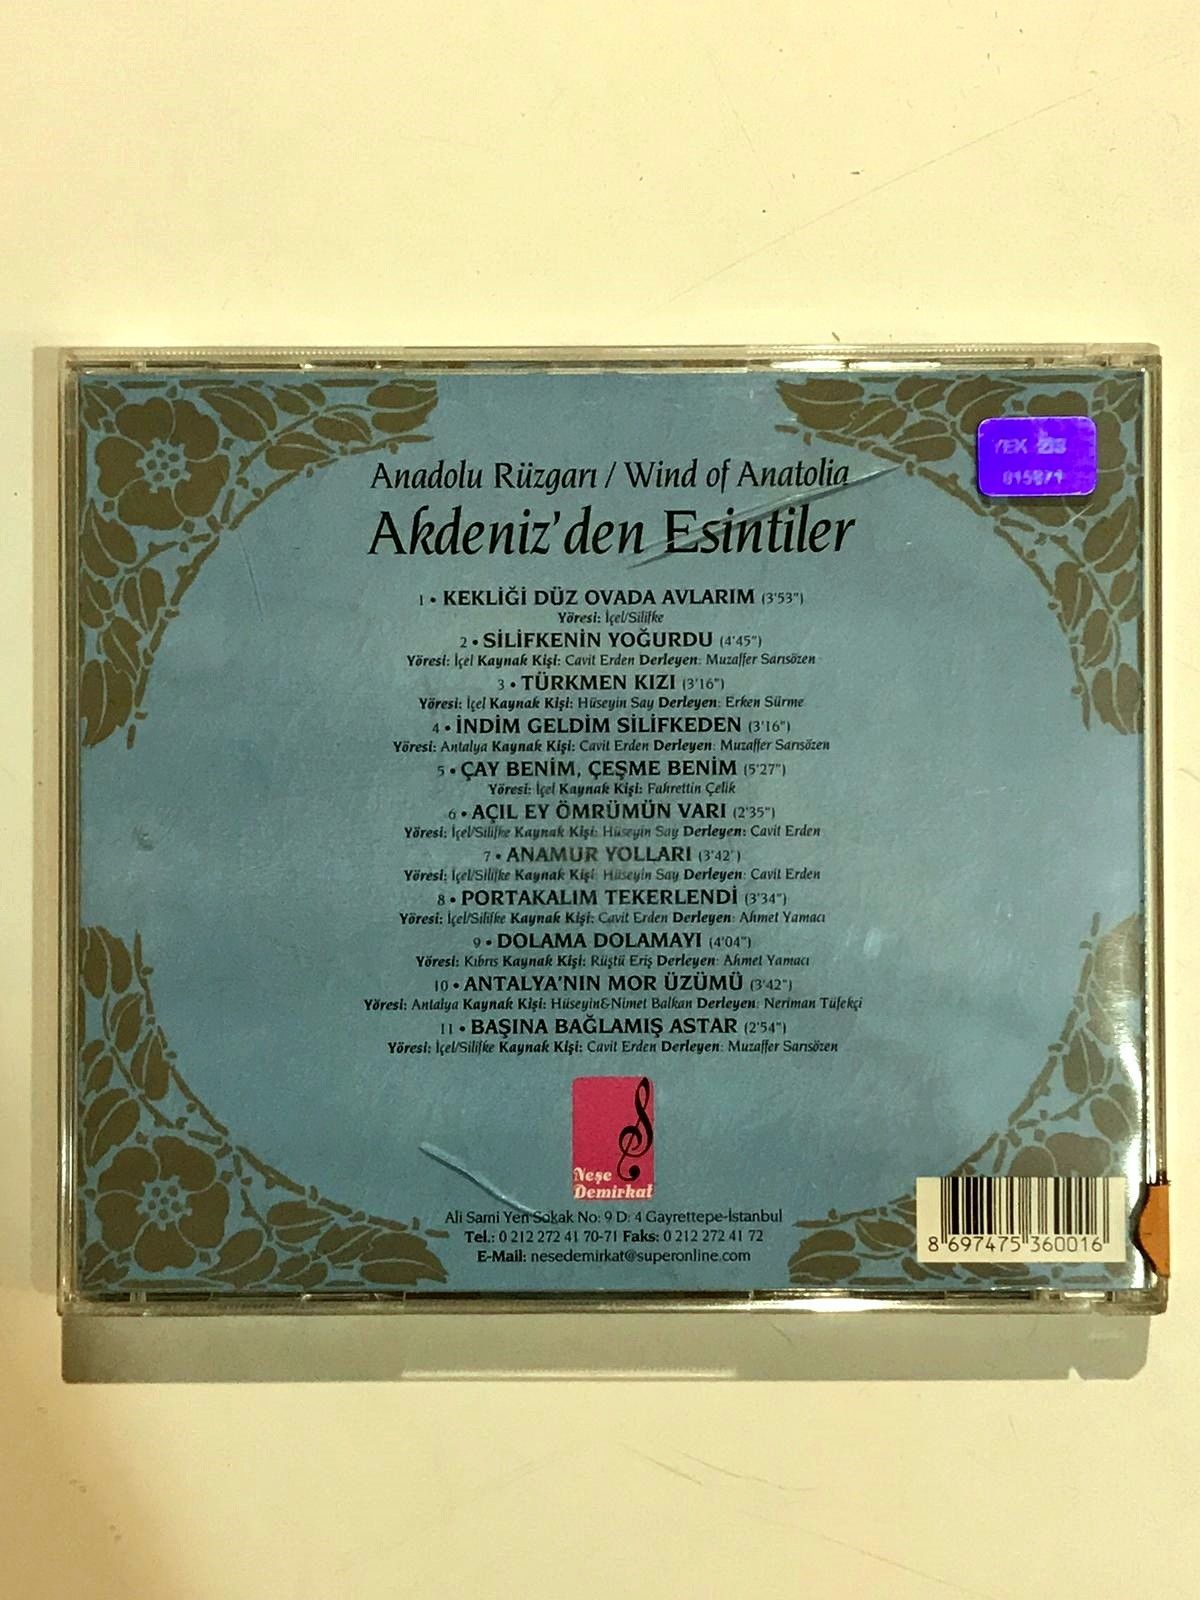 Anadolu Rüzgarı / Wind of Anatolia
YEK
Akdeniz'den Esintiler
1 • KEKLİĞİ DÜZ OVADA AVLARIM (3'53")
Yöresi: İçel/Silifke
2 • SİLİFKENİN YOĞURDU (4'45")
Yöresi: İçel Kaynak Kişi: Cavit Erden Derleyen: Muzaffer Sarısözen
3 • TÜRKMEN KIZI (3'16")
Yöresi: İçel Kaynak Kişi: Hüseyin Say Derleyen: Erken Sürme
4 • İNDİM GELDİM SİLİFKEDEN (3'16")
Yöresi: Antalya Kaynak Kişi: Cavit Erden Derleyen: Muzaffer Sarısözen
5 • ÇAY BENİM, ÇEŞME BENİM (5'27")
Yöresi: İçel Kaynak Kişi: Fahrettin Çelik
6 • AÇIL EY ÖMRÜMÜN VARI (2'35")
Yöresi: İçel/Silifke Kaynak Kişi: Hüseyin Say Derleyen: Cavit Erden
7 • ANAMUR YOLLARI (3'42")
Yöresi: İçel/Silifke Kaynak Kişi: Hüseyin Say Derleyen: Cavit Erden
8 • PORTAKALIM TEKERLENDİ (3'34")
Yöresi: İçel/Silifke Kaynak Kişi: Cavit Erden Derleyen: Ahmet Yamacı
9 • DOLAMA DOLAMAYI (4'04")
Yöresi: Kıbrıs Kaynak Kişi: Rüştü Eriş Derleyen: Ahmet Yamacı
10 • ANTALYA'NIN MOR ÜZÜMÜ (3'42")
Yöresi: Antalya Kaynak Kişi: Hüseyin&Nimet Balkan Derleyen: Neriman Tüfekçi
11 • BAŞINA BAĞLAMIŞ ASTAR (2'54")
Yöresi: İçel/Silifke Kaynak Kişi: Cavit Erden Derleyen: Muzaffer Sarısözen
Neşe
Demirkat
Ali Sami Yen Sokak No: 9 D: 4 Gayrettepe-İstanbul
Tel.: 0 212 272 41 70-71 Faks: 0 212 272 41 72
E-Mail: nesedemirkat@superonline.com
8 697475 360016